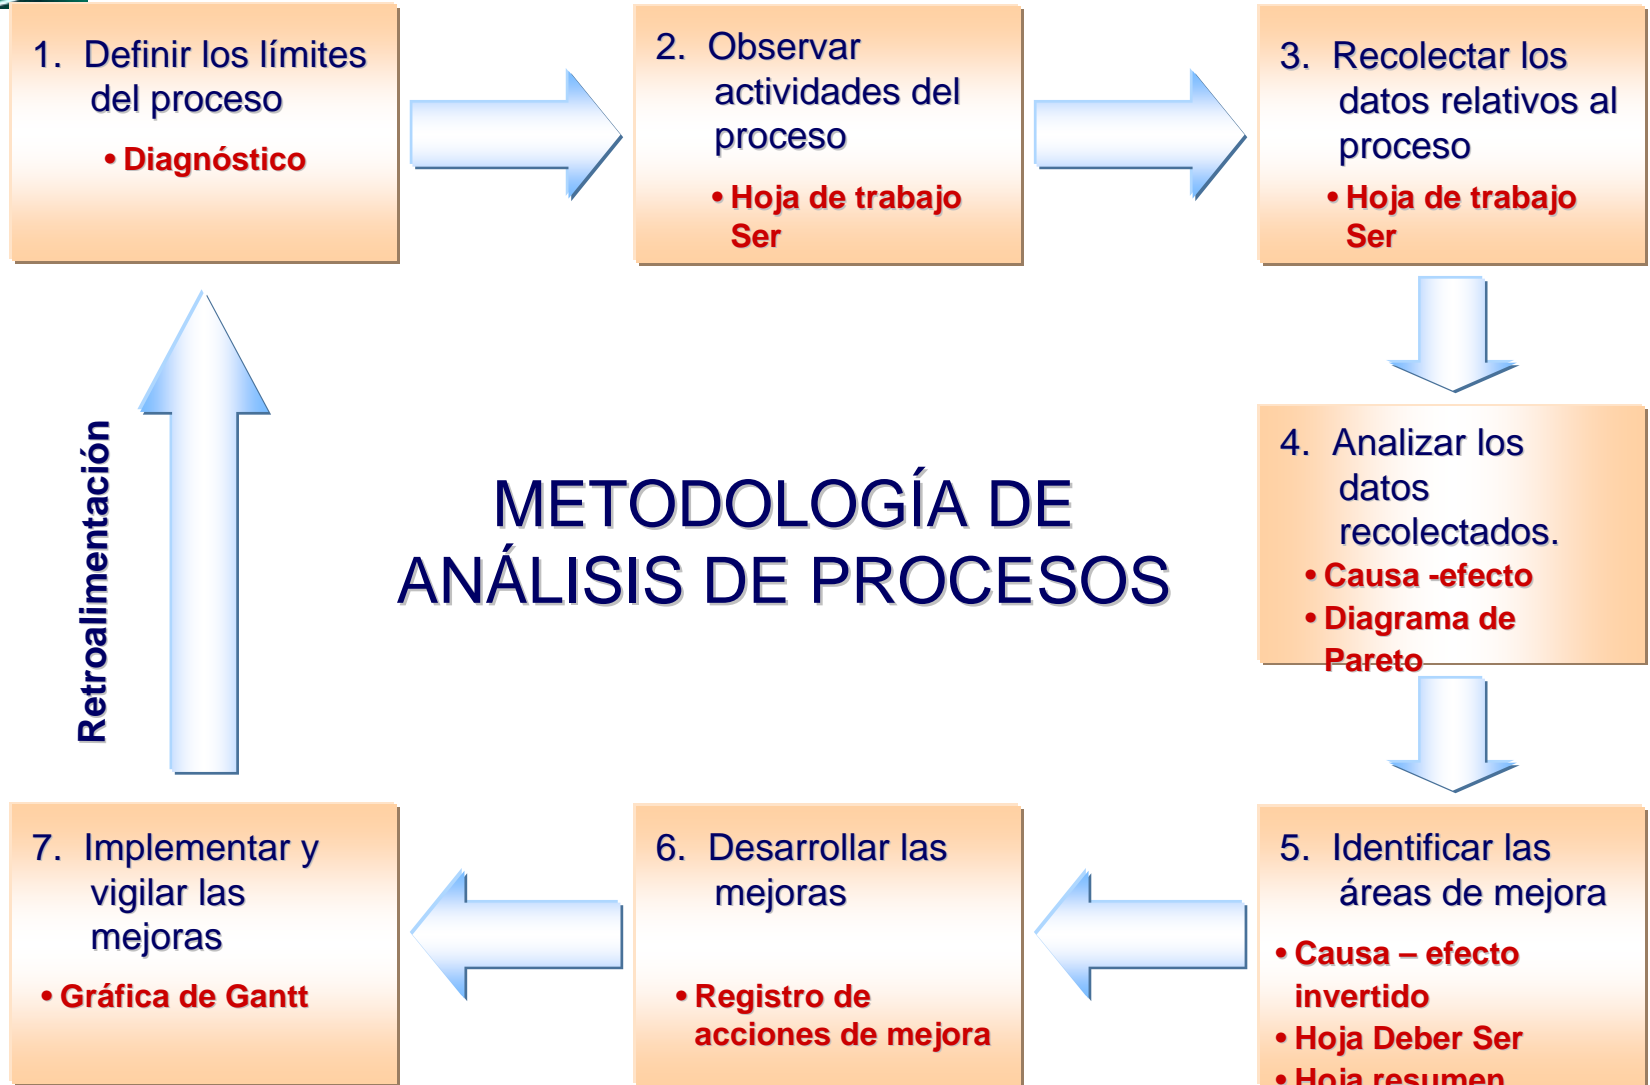 1. Definir los límites
del proceso
• Diagnóstico
2. Observar
actividades del
proceso
• Hoja de trabajo
Ser
3. Recolectar los
datos relativos al
proceso
• Hoja de trabajo
Ser
4. Analizar los
datos
recolectados.
• Causa -efecto
• Diagrama de
Pareto
METODOLOGÍA DE
ANÁLISIS DE PROCESOS
Retroalimentación
5. Identificar las
áreas de mejora
• Causa – efecto
invertido
• Hoja Deber Ser
• Hoja resumen
6. Desarrollar las
mejoras
• Registro de
acciones de mejora
7. Implementar y
vigilar las
mejoras
• Gráfica de Gantt